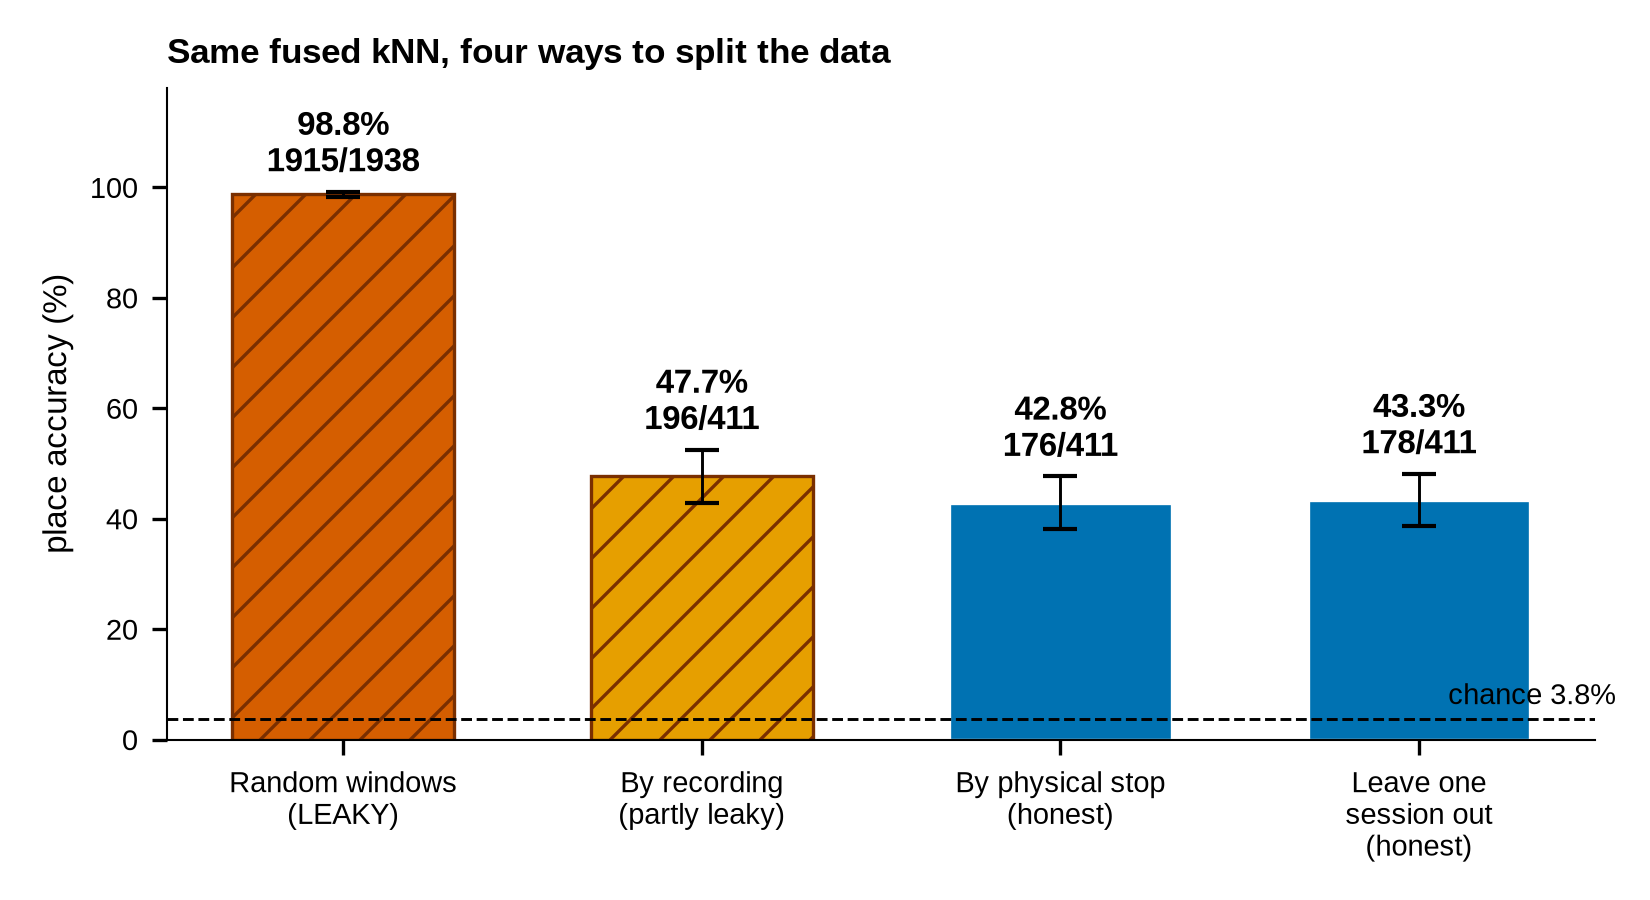 Same fused kNN, four ways to split the data
98.8%
1915/1938
47.7%
196/411
42.8%
176/411
43.3%
178/411
place accuracy (%)
100
80
60
40
20
0
chance 3.8%
Random windows
(LEAKY)
By recording
(partly leaky)
By physical stop
(honest)
Leave one
session out
(honest)